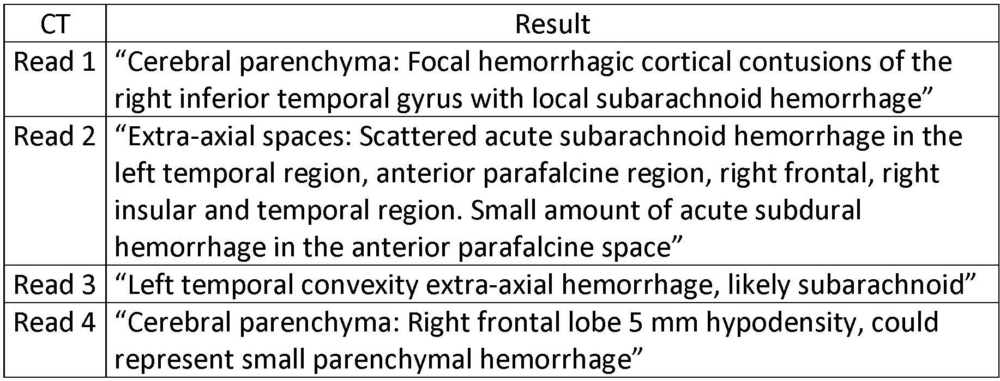 CT Result
Read 1 “Cerebral parenchyma: Focal hemorrhagic cortical contusions of the
right inferior temporal gyrus with local subarachnoid hemorrhage”
Read 2 “Extra-axial spaces: Scattered acute subarachnoid hemorrhage in the
left temporal region, anterior parafalcine region, right frontal, right
insular and temporal region. Small amount of acute subdural
hemorrhage in the anterior parafalcine space”
Read 3 “Left temporal convexity extra-axial hemorrhage, likely subarachnoid”
Read 4 “Cerebral parenchyma: Right frontal lobe 5 mm hypodensity, could
represent small parenchymal hemorrhage”